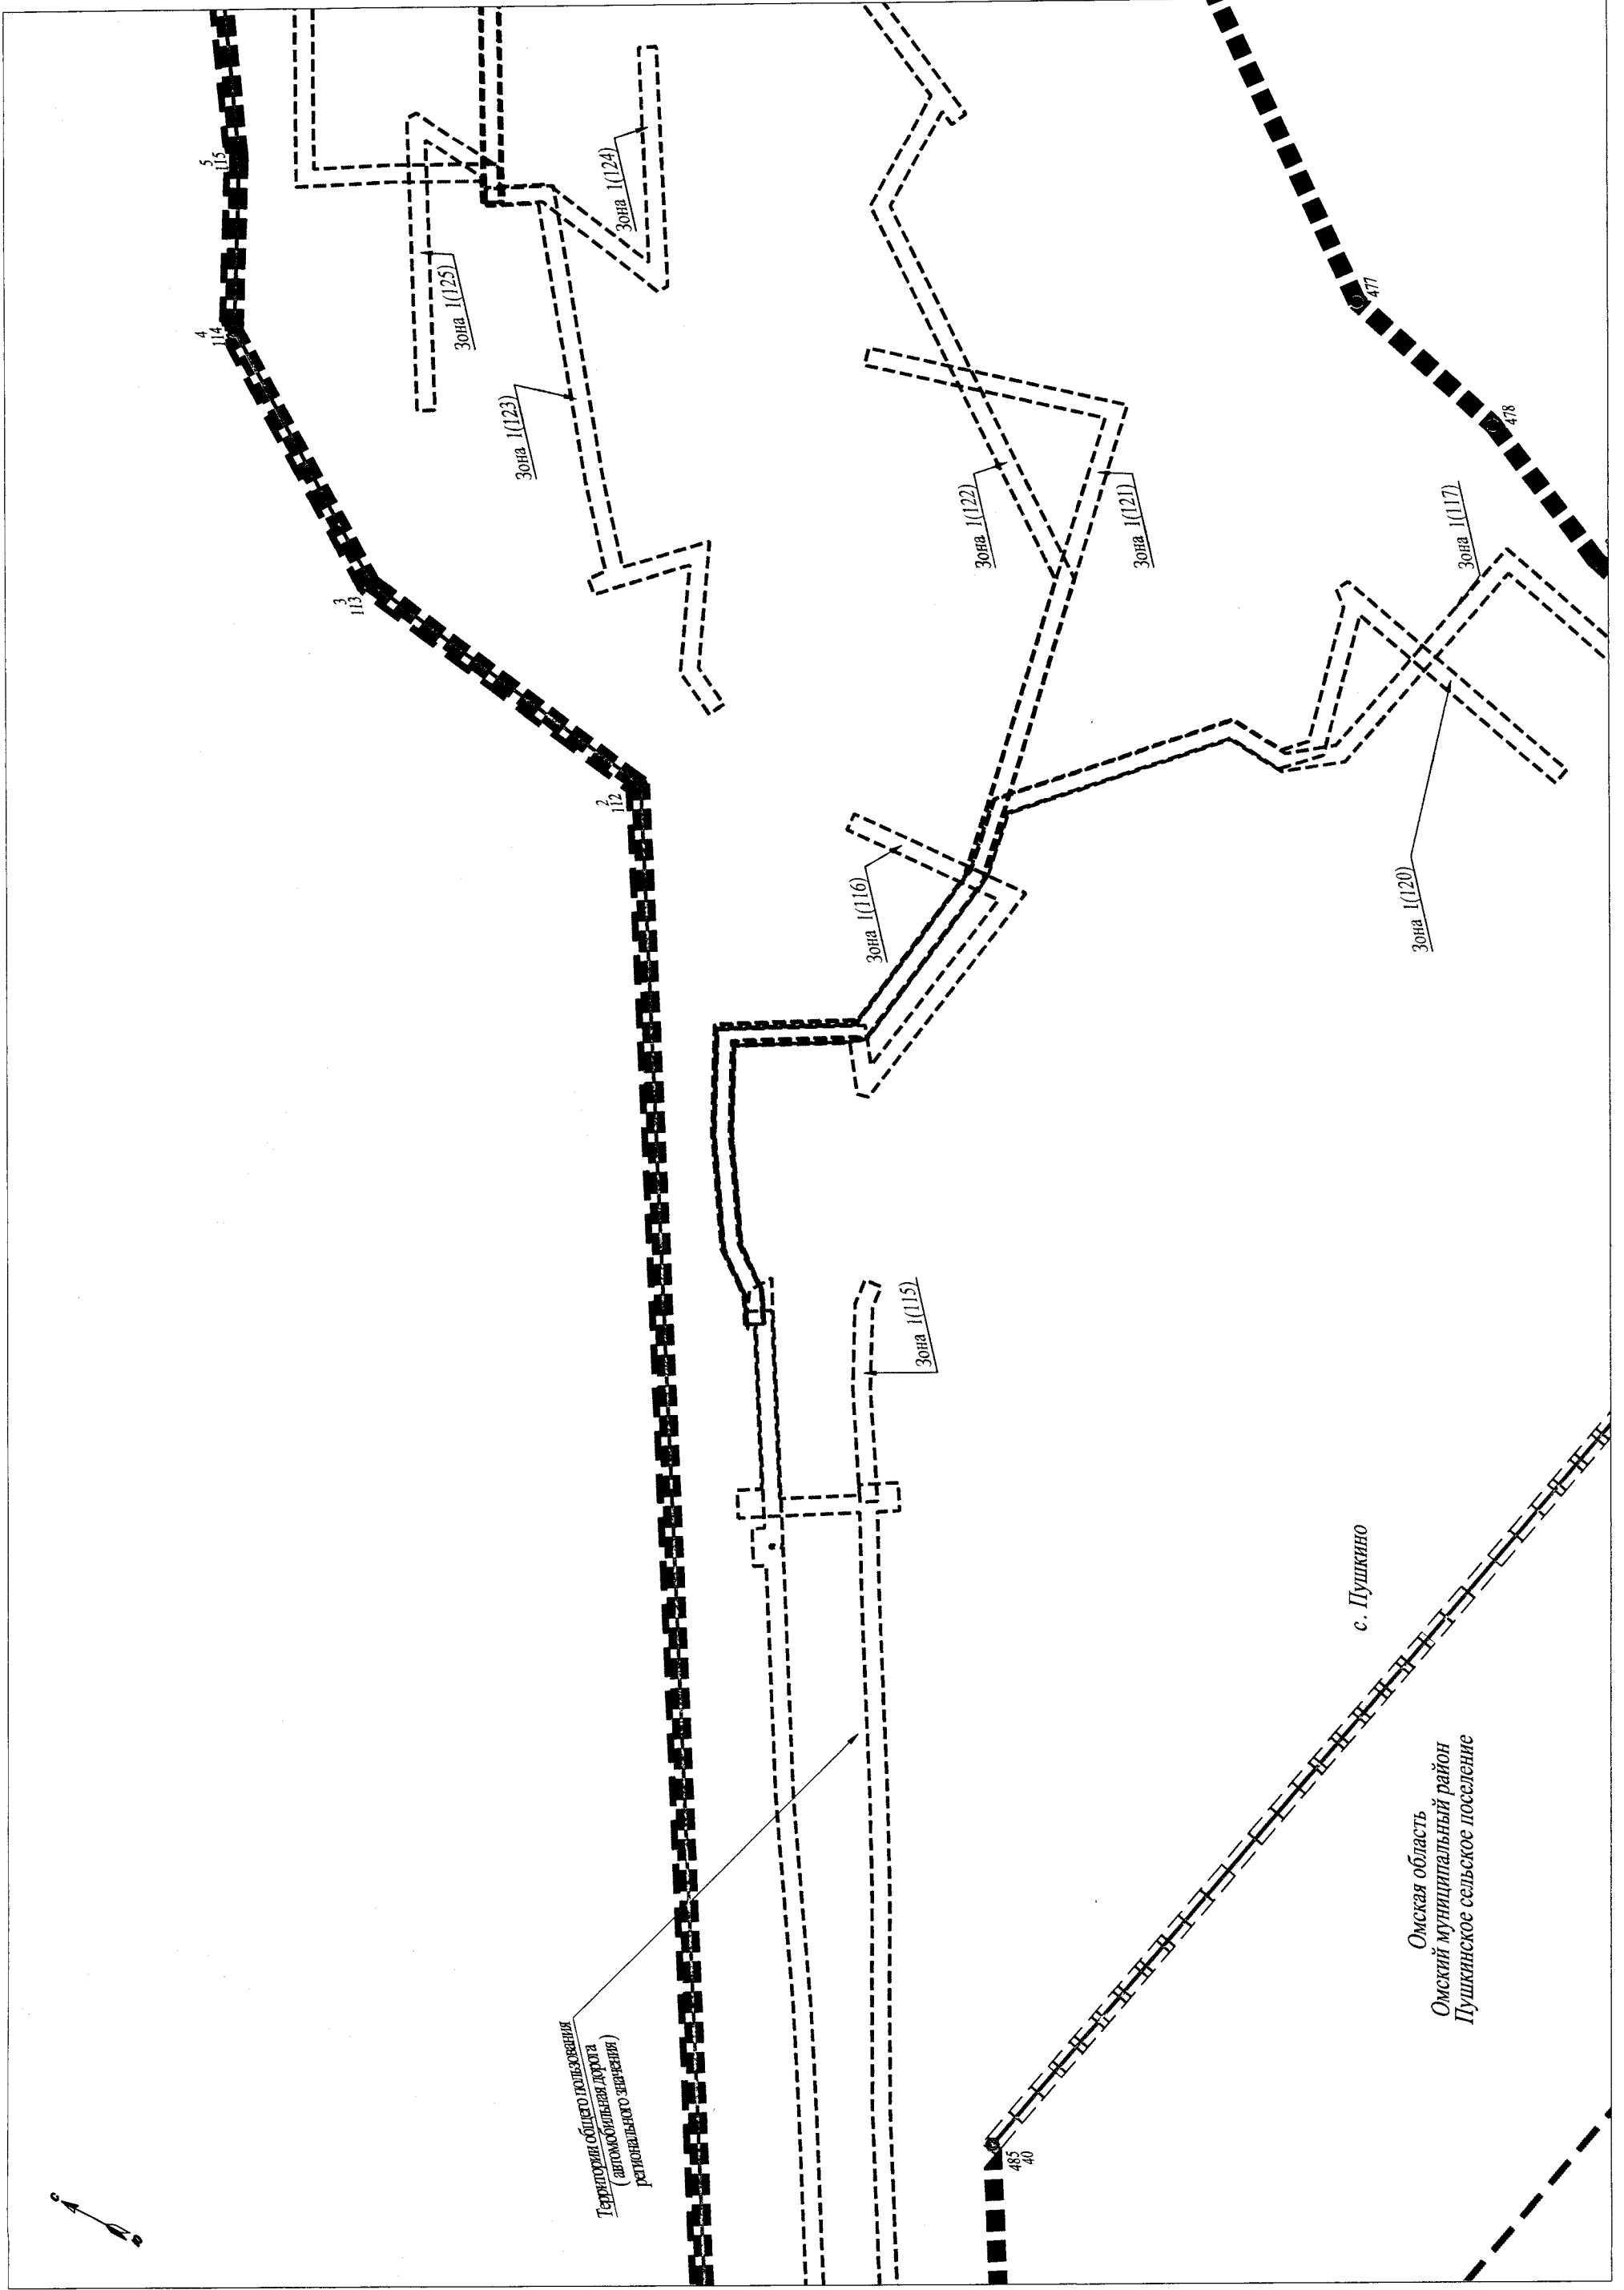 5
115
4
114
3
113
2
112
Зона 1(125)
Зона 1(124)
Зона 1(123)
Зона 1(122)
Зона 1(121)
Зона 1(117)
477
478
Зона 1(116)
Зона 1(120)
Зона 1(115)
Территории общего пользования
( автомобильная дорога
регионального значения)
с. Пушкино
Омская область
Омский муниципальный район
Пушкинское сельское поселение
485
40
с